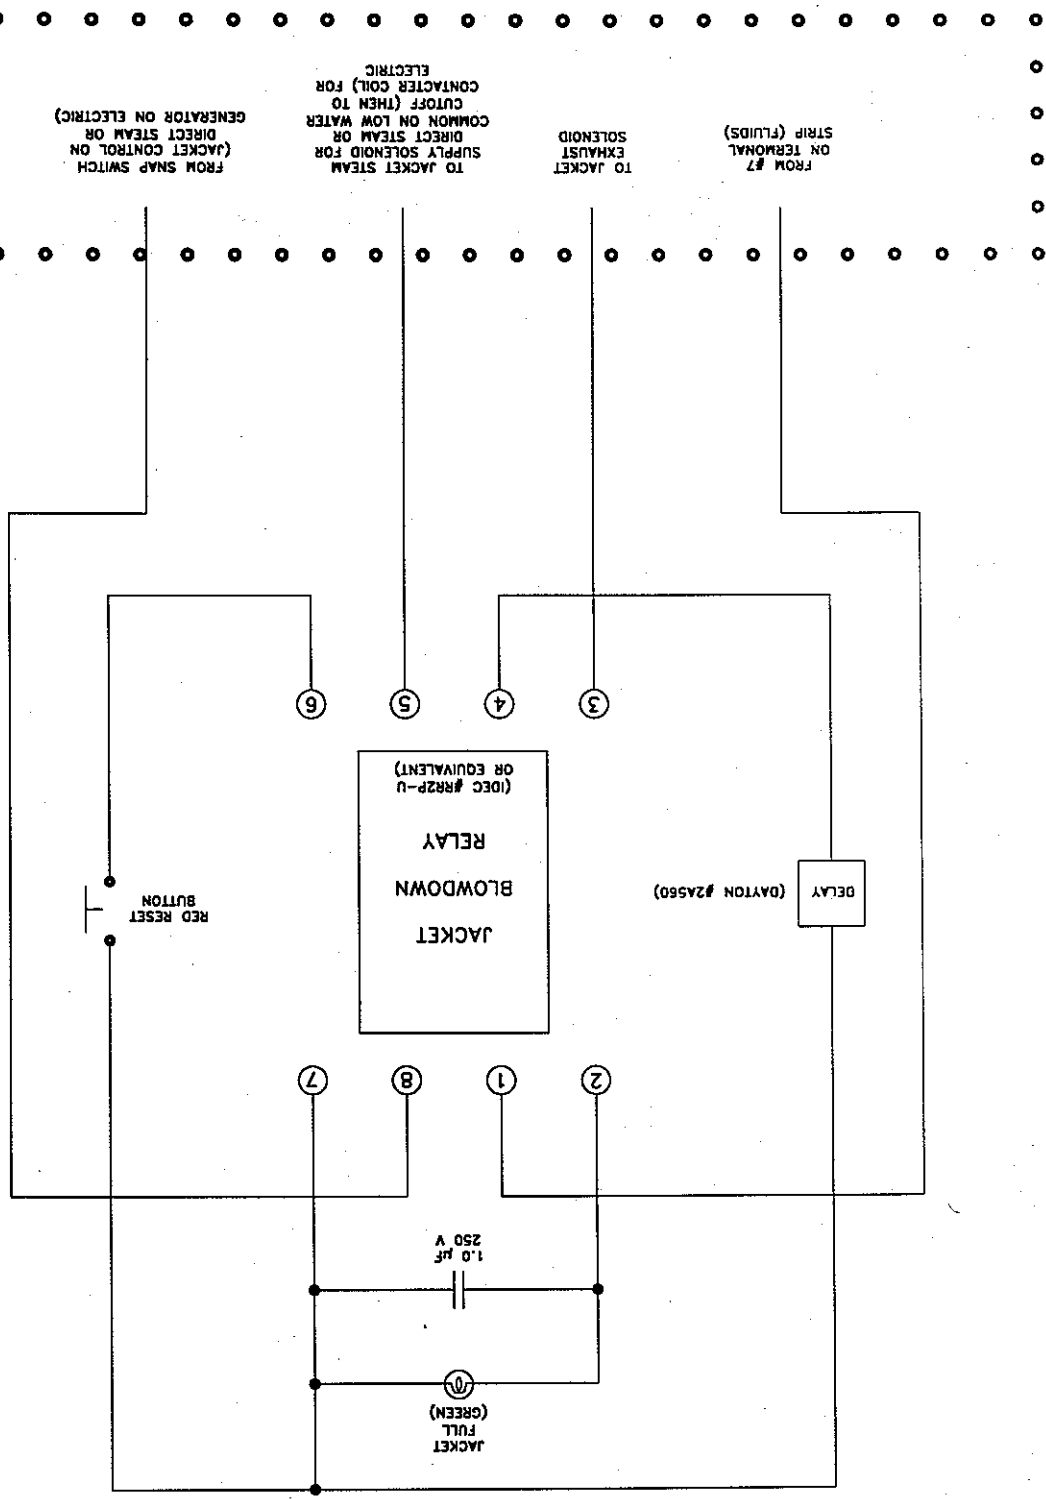 JACKET
FULL
(GREEN)
1.0 µF
250 V
2
1
8
7
DELAY
(DAYTON #2A560)
JACKET
BLOWDOWN
RELAY
(IDEC #RR2P-U
OR EQUIVALENT)
RED RESET
BUTTON
3
4
5
6
FROM #7
ON TERMONAL
STRIP (FLUIDS)
TO JACKET
EXHAUST
SOLENOID
TO JACKET STEAM
SUPPLY SOLENOID FOR
DIRECT STEAM OR
COMMON ON LOW WATER
CUTOFF (THEN TO
CONTACTER COIL) FOR
ELECTRIC
FROM SNAP SWITCH
(JACKET CONTROL ON
DIRECT STEAM OR
GENERATOR ON ELECTRIC)